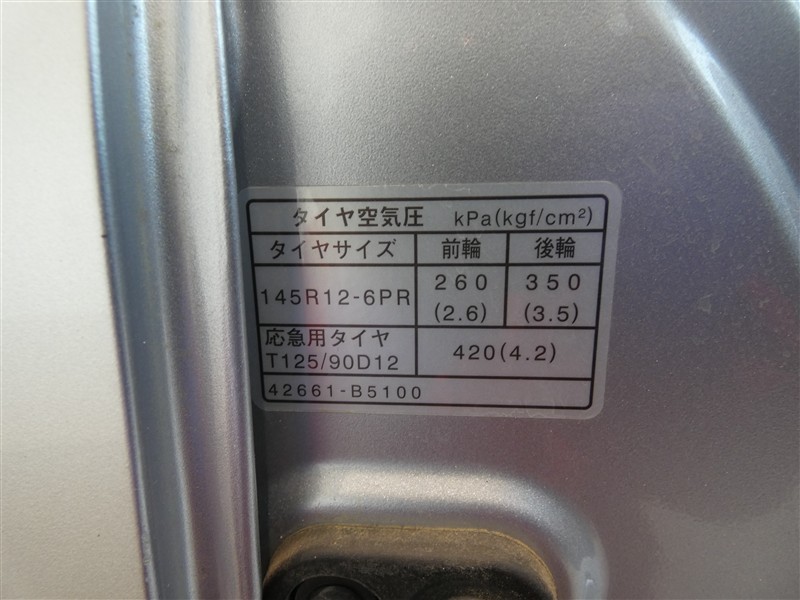 タイヤ空気圧 kPa(kgf/cm²)
タイヤサイズ 前輪 後輪
145R12-6PR 260 350
(2.6) (3.5)
応急用タイヤ
T125/90D12 420(4.2)
42661-B5100